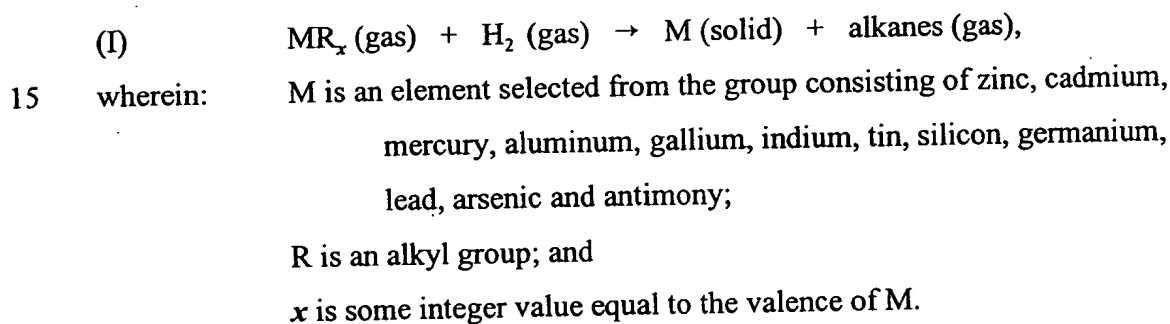 (I) MRₓ (gas) + H₂ (gas) → M (solid) + alkanes (gas),
15 wherein: M is an element selected from the group consisting of zinc, cadmium,
mercury, aluminum, gallium, indium, tin, silicon, germanium,
lead, arsenic and antimony;
R is an alkyl group; and
x is some integer value equal to the valence of M.